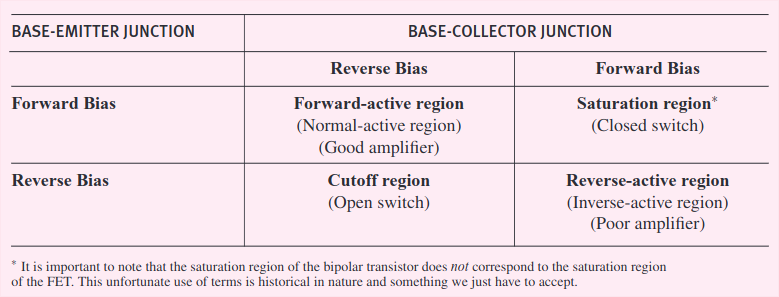 BASE-EMITTER JUNCTION BASE-COLLECTOR JUNCTION
Reverse Bias Forward Bias
Forward Bias Forward-active region Saturation region*
(Normal-active region) (Closed switch)
(Good amplifier)
Reverse Bias Cutoff region Reverse-active region
(Open switch) (Inverse-active region)
(Poor amplifier)
* It is important to note that the saturation region of the bipolar transistor does not correspond to the saturation region
of the FET. This unfortunate use of terms is historical in nature and something we just have to accept.